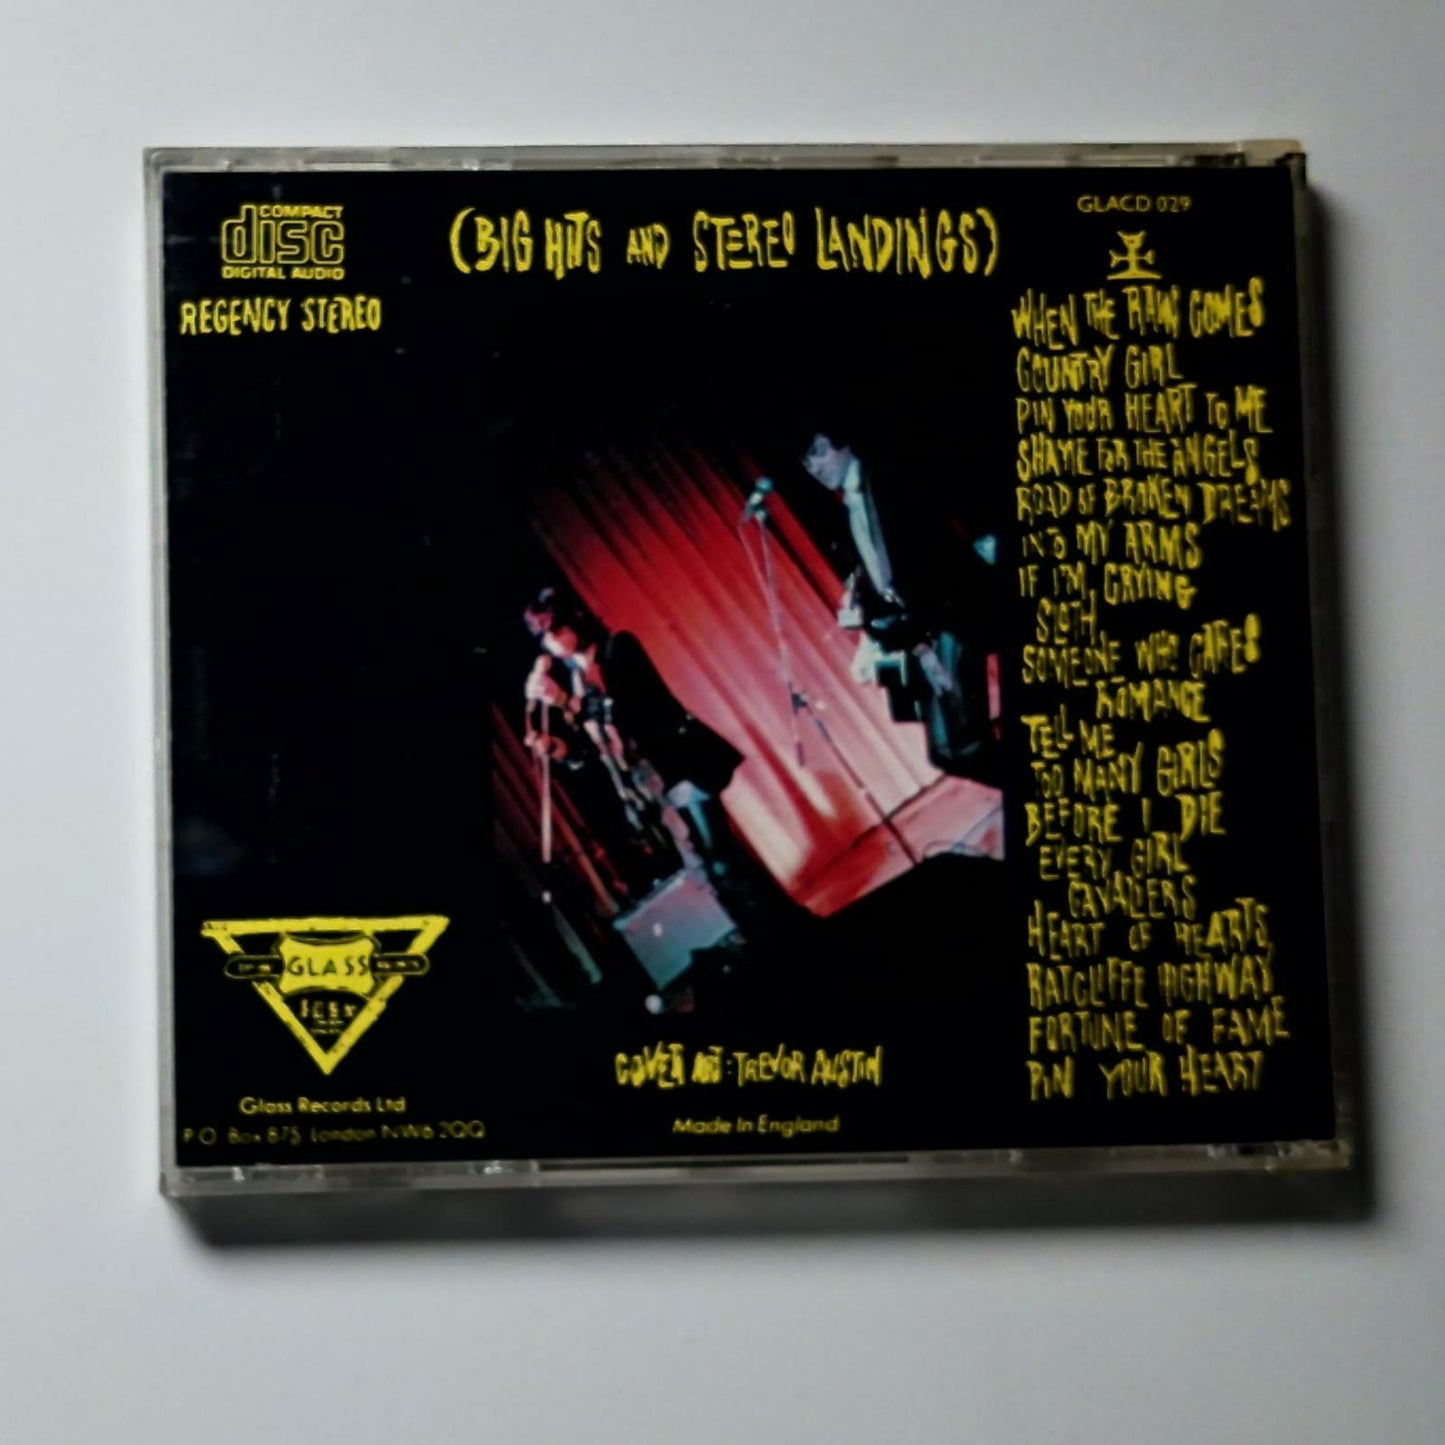 COMPACT
disc
DIGITAL AUDIO
REGENCY STEREO
(BIG HITS AND STEREO LANDINGS)
GLACD 029
WHEN THE RAIN COMES
COUNTRY GIRL
PIN YOUR HEART TO ME
SHAME FOR THE ANGELS
ROAD OF BROKEN DREAMS
INTO MY ARMS
IF I'M CRYING
SLOTH
SOMEONE WHO CARES
ROMANCE
TELL ME
TOO MANY GIRLS
BEFORE I DIE
EVERY GIRL
CAVALIERS
HEART OF HEARTS
RATCLIFFE HIGHWAY
FORTUNE OF FAME
PIN YOUR HEART
GLASS
Glass Records Ltd
P.O. Box 675 London NW6 2QQ
COVER ART: TREVOR AUSTIN
Made In England